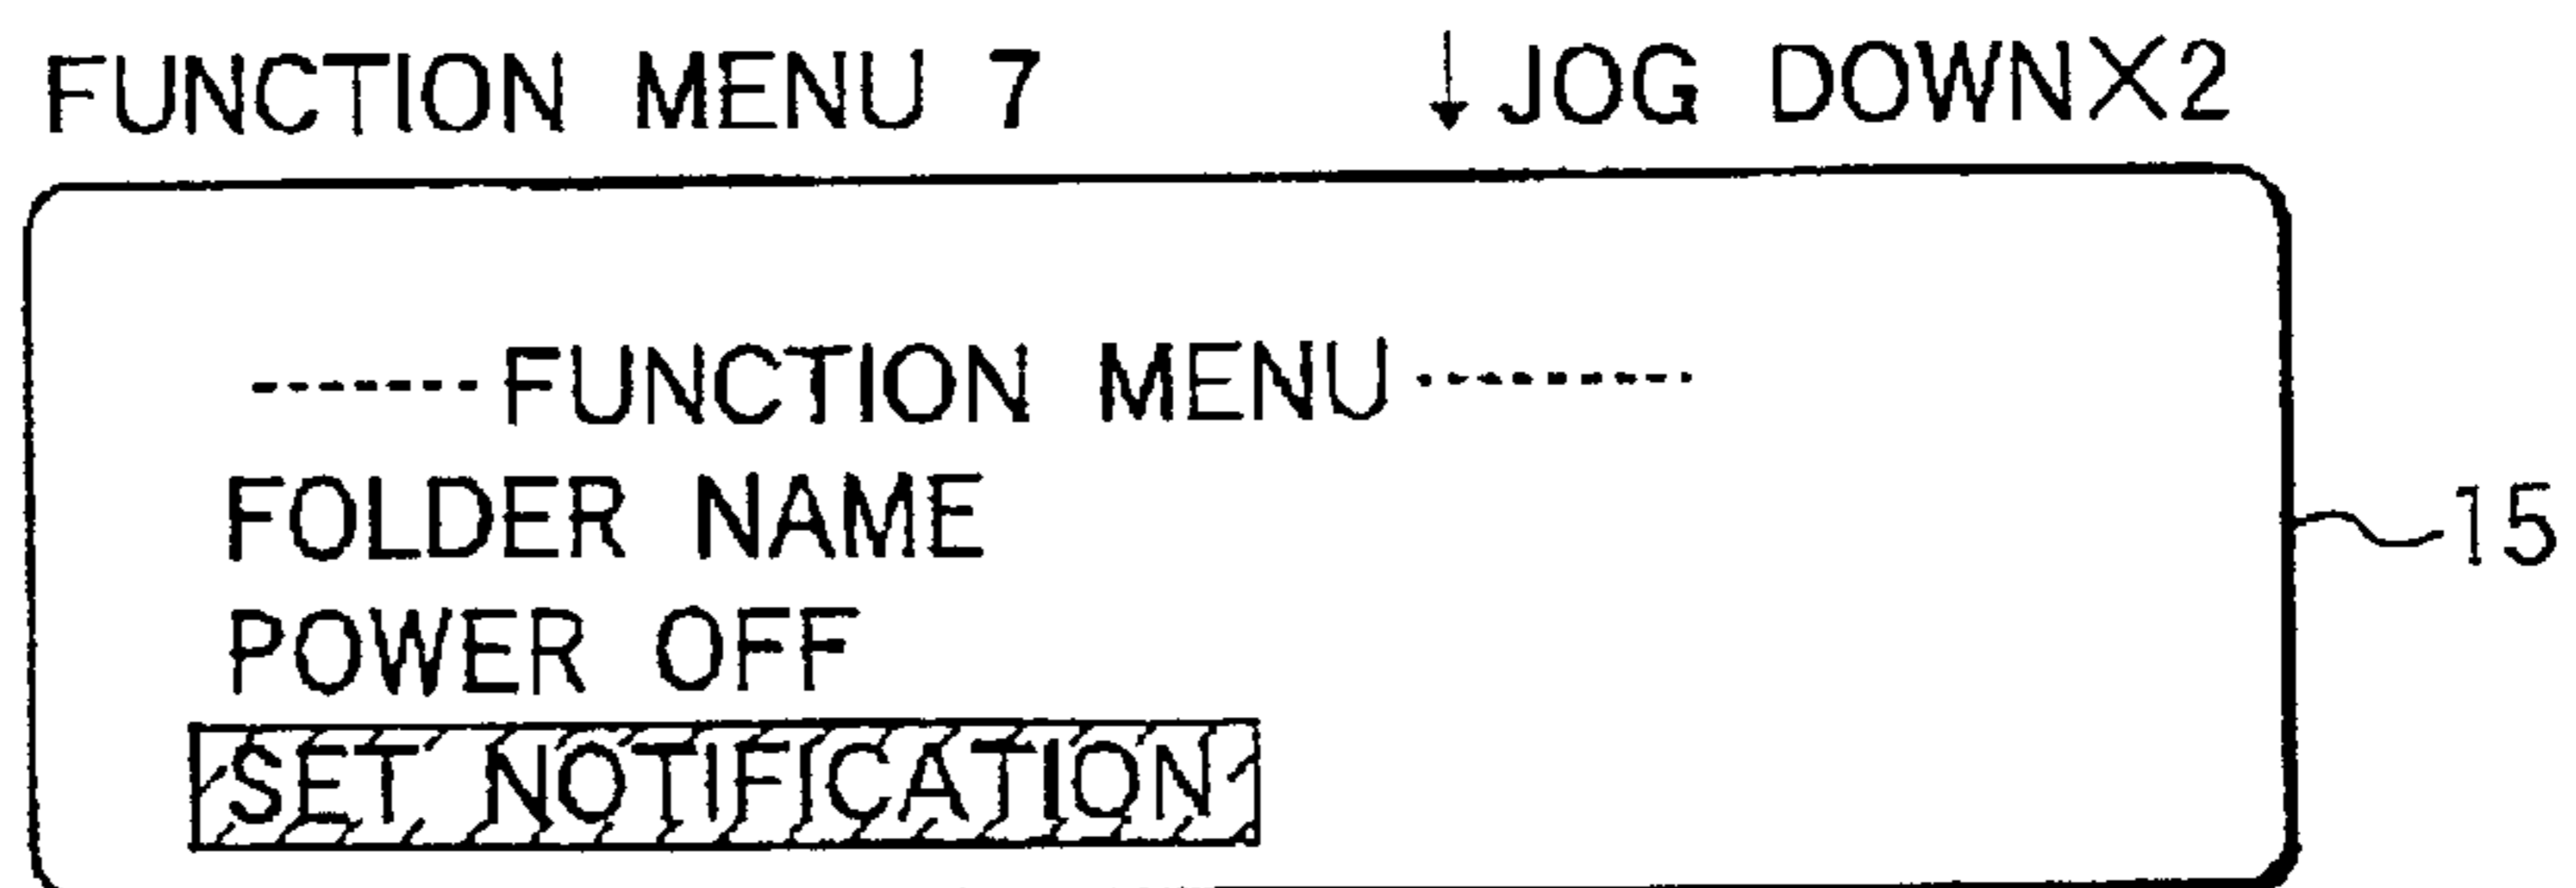 FUNCTION MENU 7 ↓ JOG DOWN×2
------FUNCTION MENU---------
FOLDER NAME
POWER OFF
SET NOTIFICATION
15